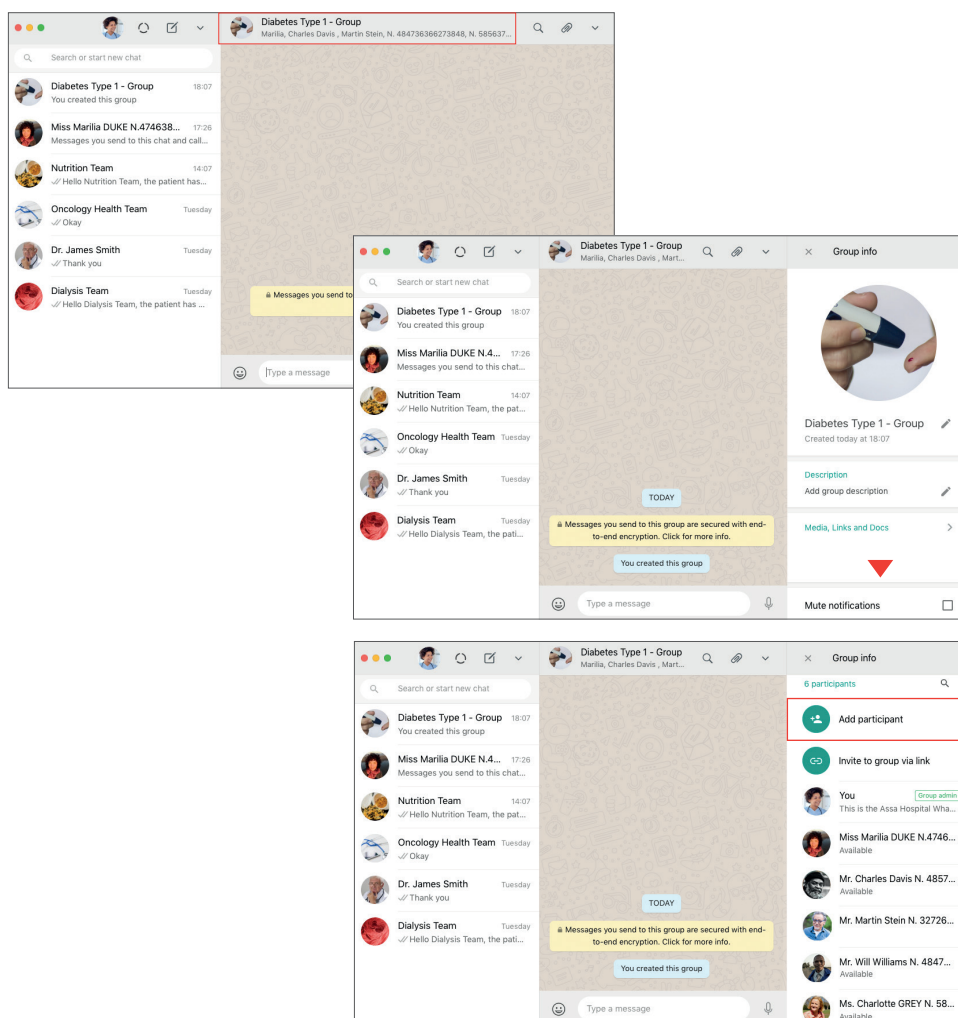 Diabetes Type 1 - Group
Marilia, Charles Davis , Martin Stein, N. 484736366273848, N. 585637...
Search or start new chat
Diabetes Type 1 - Group 18:07
You created this group
Miss Marilia DUKE N.474638... 17:26
Messages you send to this chat and call...
Nutrition Team 14:07
Hello Nutrition Team, the patient has...
Oncology Health Team Tuesday
Okay
Dr. James Smith Tuesday
Thank you
Dialysis Team Tuesday
Hello Dialysis Team, the patient has ...
Messages you send to
Type a message
Diabetes Type 1 - Group
Marilia, Charles Davis , Mart...
Group info
Search or start new chat
Diabetes Type 1 - Group 18:07
You created this group
Miss Marilia DUKE N.4... 17:26
Messages you send to this chat...
Nutrition Team 14:07
Hello Nutrition Team, the pat...
Oncology Health Team Tuesday
Okay
Dr. James Smith Tuesday
Thank you
Dialysis Team Tuesday
Hello Dialysis Team, the pati...
TODAY
Messages you send to this group are secured with end-
to-end encryption. Click for more info.
You created this group
Type a message
Diabetes Type 1 - Group
Created today at 18:07
Description
Add group description
Media, Links and Docs
Mute notifications
Diabetes Type 1 - Group
Marilia, Charles Davis , Mart...
Group info
Search or start new chat
Diabetes Type 1 - Group 18:07
You created this group
Miss Marilia DUKE N.4... 17:26
Messages you send to this chat...
Nutrition Team 14:07
Hello Nutrition Team, the pat...
Oncology Health Team Tuesday
Okay
Dr. James Smith Tuesday
Thank you
Dialysis Team Tuesday
Hello Dialysis Team, the pati...
TODAY
Messages you send to this group are secured with end-
to-end encryption. Click for more info.
You created this group
Type a message
6 participants
Add participant
Invite to group via link
You Group admin
This is the Assa Hospital Wha...
Miss Marilia DUKE N.4746...
Available
Mr. Charles Davis N. 4857...
Available
Mr. Martin Stein N. 32726...
Mr. Will Williams N. 4847...
Available
Ms. Charlotte GREY N. 58...
Available